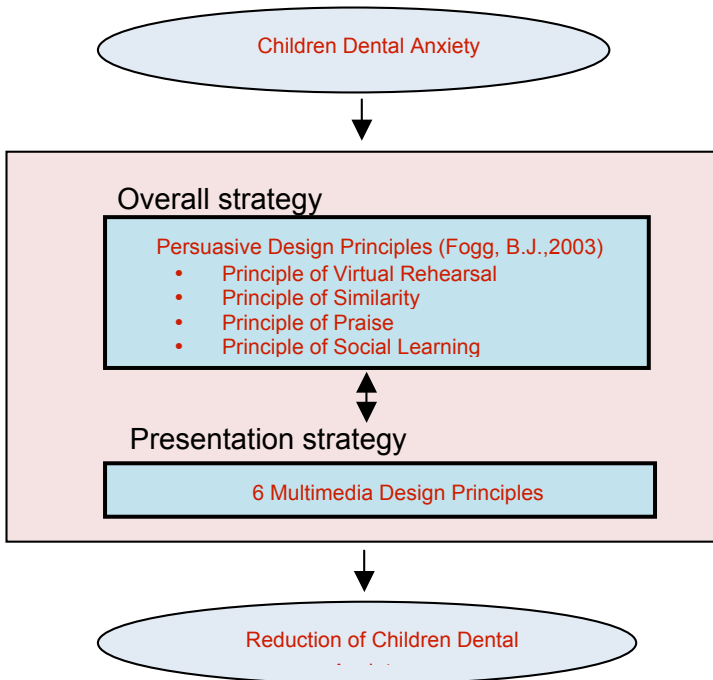 Children Dental Anxiety
Overall strategy
Persuasive Design Principles (Fogg, B.J.,2003)
• Principle of Virtual Rehearsal
• Principle of Similarity
• Principle of Praise
• Principle of Social Learning
Presentation strategy
6 Multimedia Design Principles
Reduction of Children Dental